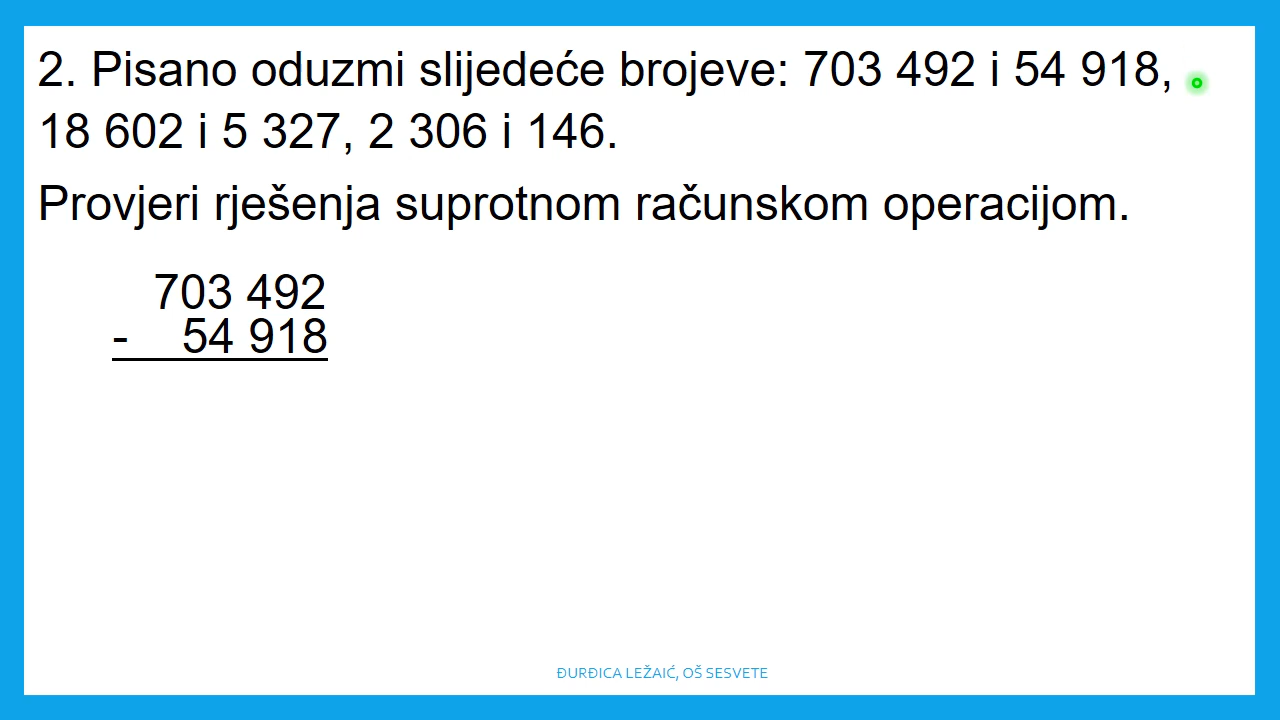 2. Pisano oduzmi slijedeće brojeve: 703 492 i 54 918,
18 602 i 5 327, 2 306 i 146.
Provjeri rješenja suprotnom računskom operacijom.
703 492
- 54 918
ĐURĐICA LEŽAIĆ, OŠ SESVETE